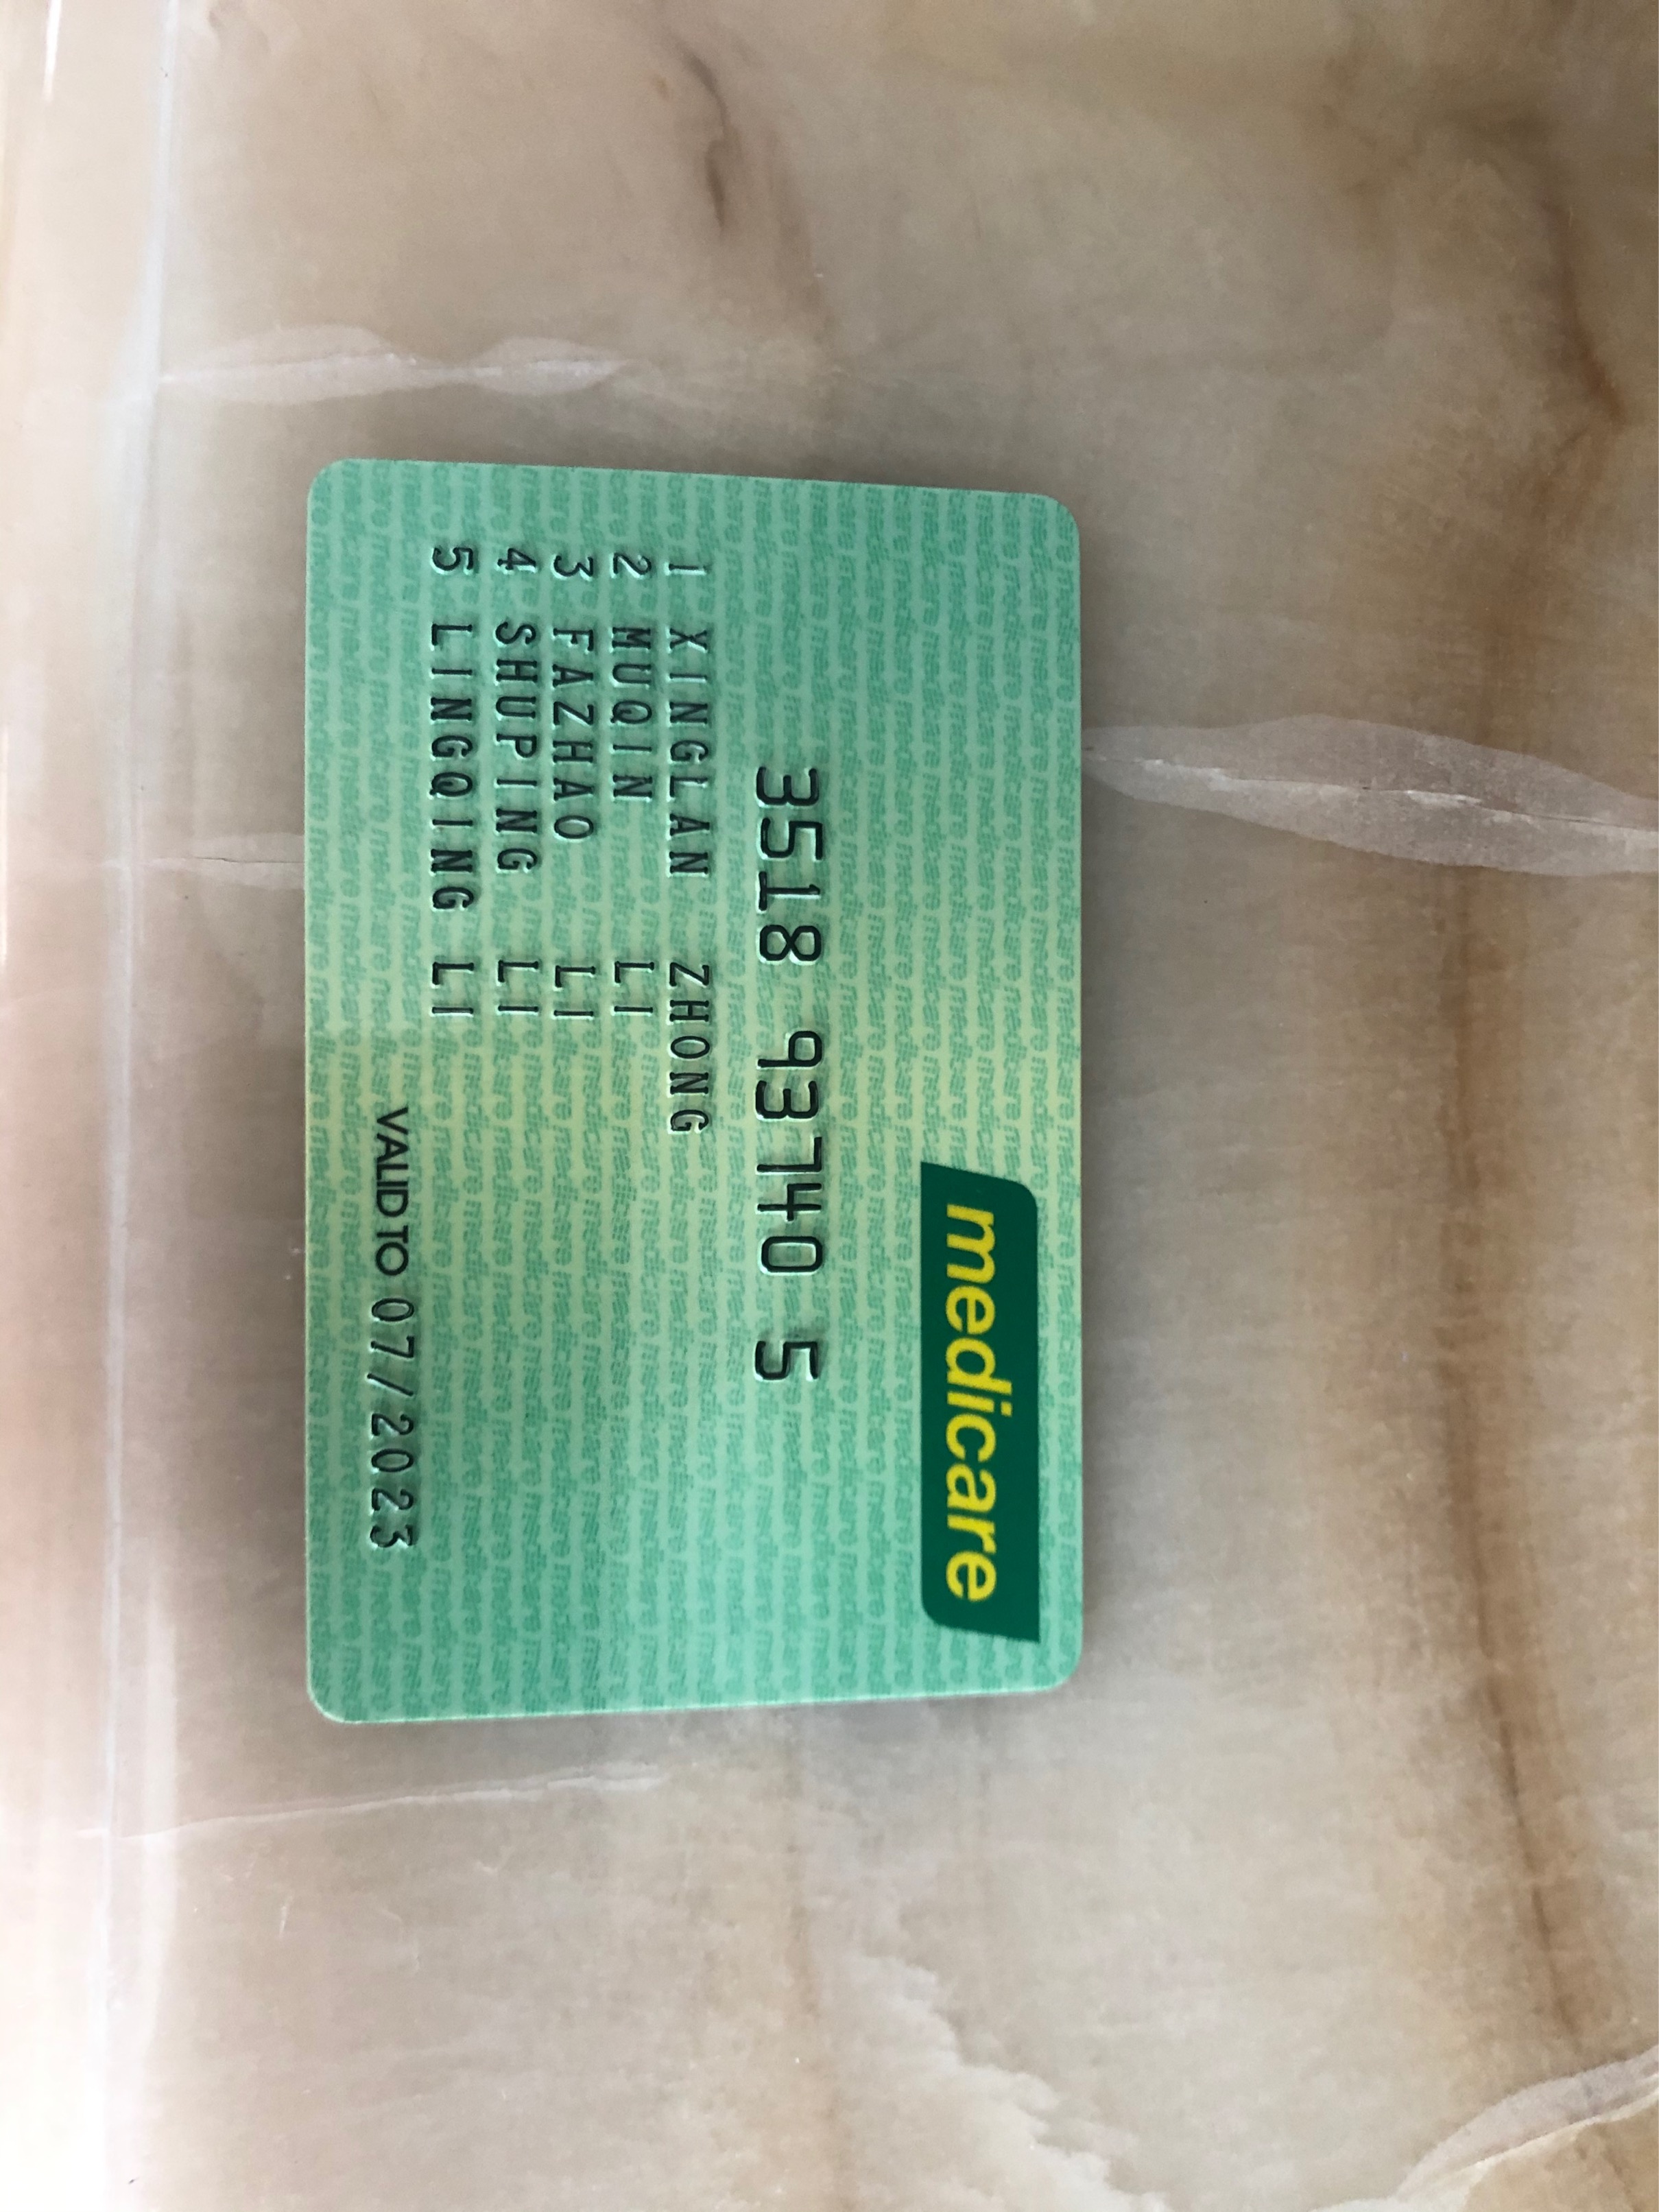 medicare
3518 93740 5
1 XINGLAN ZHONG
2 MUQIN LI
3 FAZHAO LI
4 SHUPING LI
5 LINGQING LI
VALID TO 07/2023